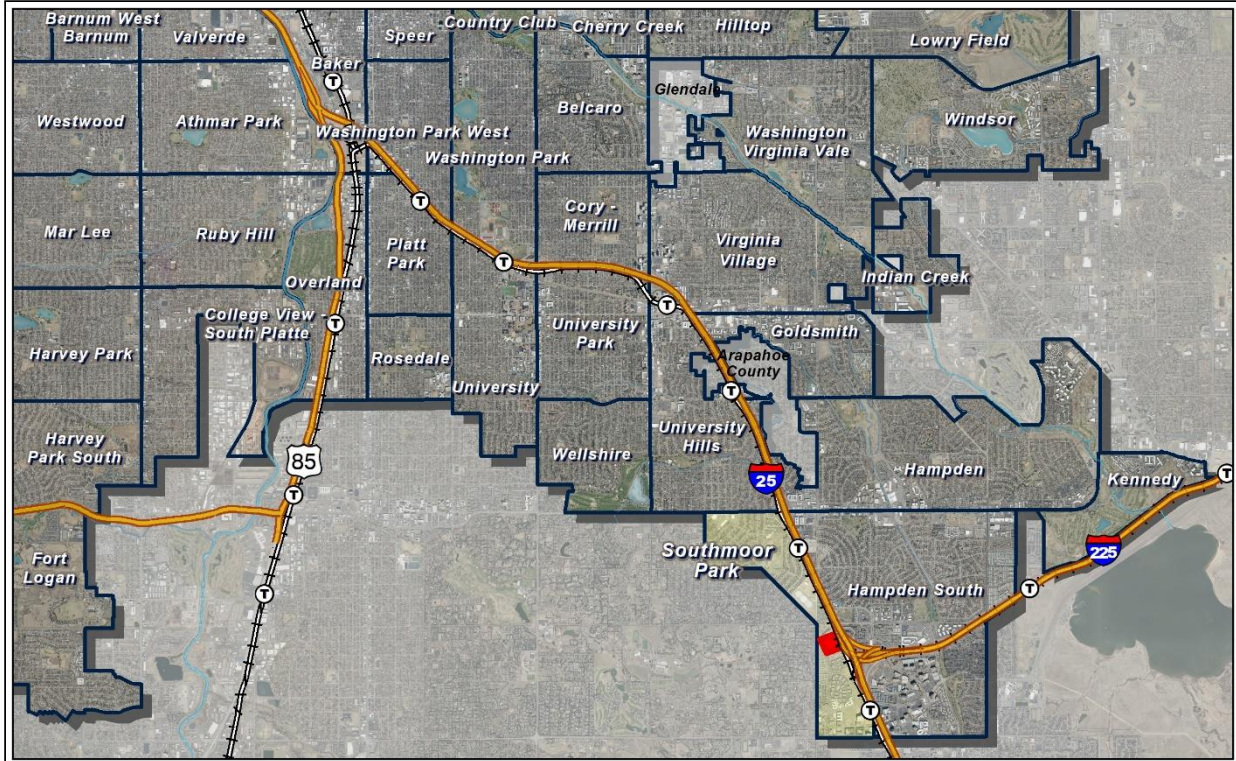 Barnum West
Barnum
Valverde
Speer
Country Club
Cherry Creek
Hilltop
Lowry Field
Baker
Glendale
Westwood
Athmar Park
Washington Park West
Washington Park
Belcaro
Washington
Virginia Vale
Windsor
Mar Lee
Ruby Hill
Platt
Park
Cory -
Merrill
Virginia
Village
Indian Creek
Overland
College View -
South Platte
Harvey Park
Rosedale
University
University
Park
Goldsmith
Arapahoe
County
Harvey
Park South
Wellshire
University
Hills
Hampden
Kennedy
85
25
225
Fort
Logan
Southmoor
Park
Hampden South
T
T
T
T
T
T
T
T
T
T
T
T